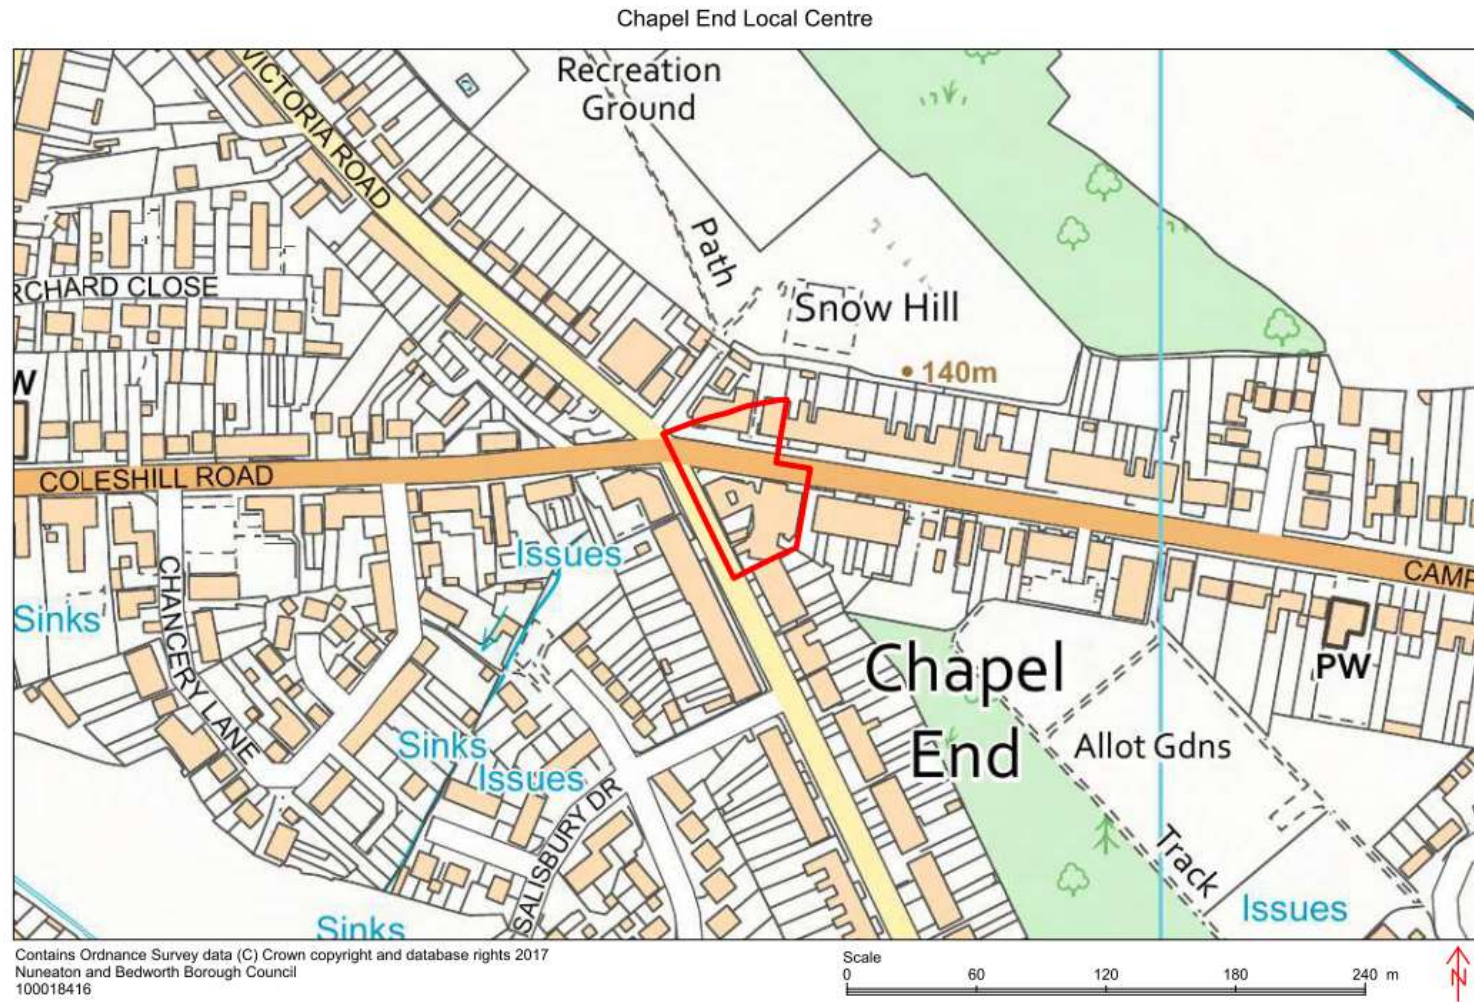 Chapel End Local Centre
VICTORIA ROAD
Recreation
Ground
Path
RCHARD CLOSE
Snow Hill
140m
W
COLESHILL ROAD
CAMP
Issues
Sinks
CHANCERY LANE
PW
Chapel
End
Sinks
Issues
Allot Gdns
SALISBURY DR
Track
Issues
Sinks
Contains Ordnance Survey data (C) Crown copyright and database rights 2017
Nuneaton and Bedworth Borough Council
100018416
Scale
0 60 120 180 240 m
N